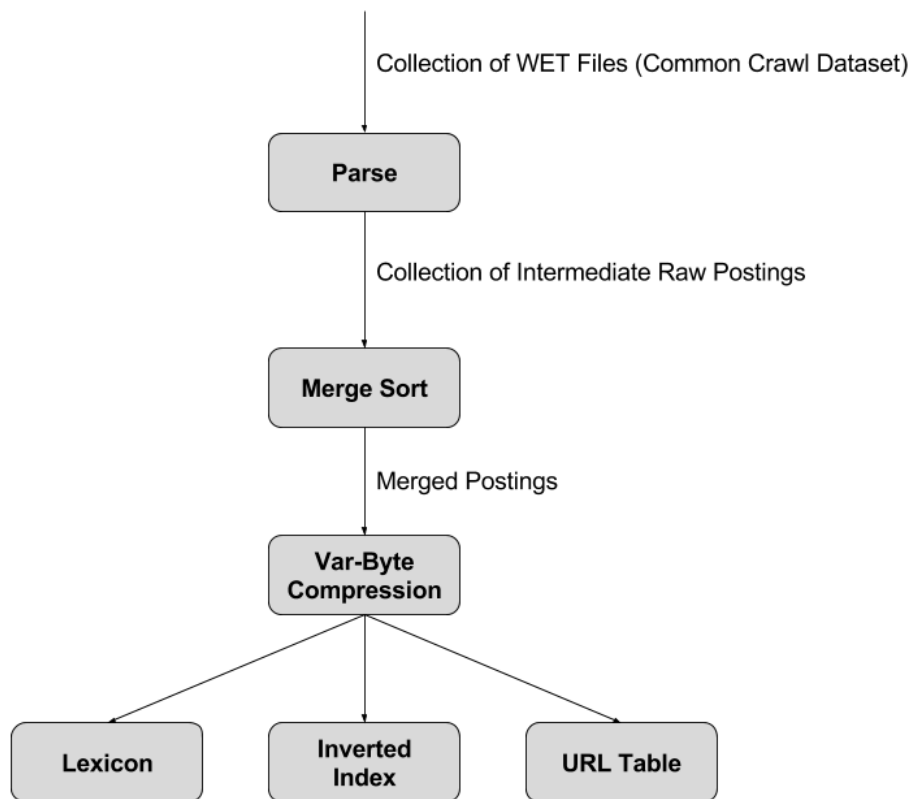 Collection of WET Files (Common Crawl Dataset)
Parse
Collection of Intermediate Raw Postings
Merge Sort
Merged Postings
Var-Byte
Compression
Lexicon
Inverted
Index
URL Table